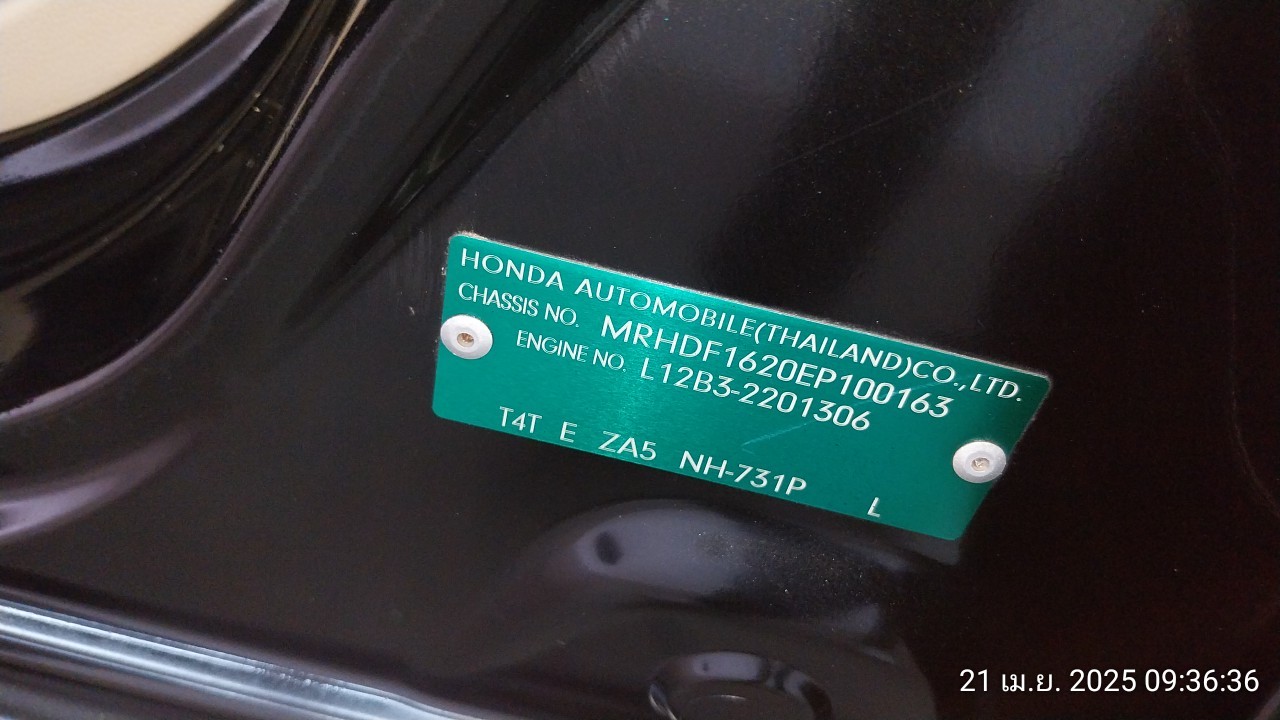 HONDA AUTOMOBILE(THAILAND)CO.,LTD.
CHASSIS NO. MRHDF1620EP100163
ENGINE NO. L12B3-2201306
T4T E ZA5 NH-731P L
21 เม.ย. 2025 09:36:36